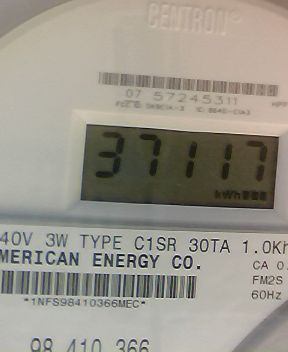 CENTRON®
07 57245311
37117
kWh
40V 3W TYPE C1SR 30TA 1.0Kh
MERICAN ENERGY CO.
CA 0.
FM2S
60Hz
*1NFS98410366MEC*
98 410 366